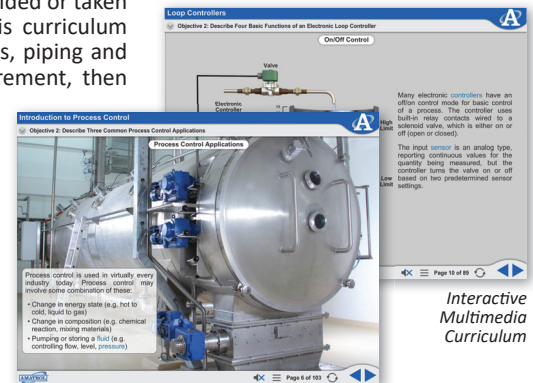 ided or taken
is curriculum
s, piping and
rement, then
Loop Controllers
Objective 2: Describe Four Basic Functions of an Electronic Loop Controller
On/Off Control
Valve
Electronic
Controller
High
Limit
Low
Limit
Many electronic controllers have an
off/on control mode for basic control
of a process. The controller uses
built-in relay contacts wired to a
solenoid valve, which is either on or
off (open or closed).
The input sensor is an analog type,
reporting continuous values for the
quantity being measured, but the
controller turns the valve on or off
based on two predetermined sensor
settings.
Page 10 of 89
Introduction to Process Control
Objective 2: Describe Three Common Process Control Applications
Process Control Applications
Process control is used in virtually every
industry today. Process control may
involve some combination of these:
• Change in energy state (e.g. hot to
cold, liquid to gas)
• Change in composition (e.g. chemical
reaction, mixing materials)
• Pumping or storing a fluid (e.g.
controlling flow, level, pressure)
AMATROL
Page 6 of 103
Interactive
Multimedia
Curriculum